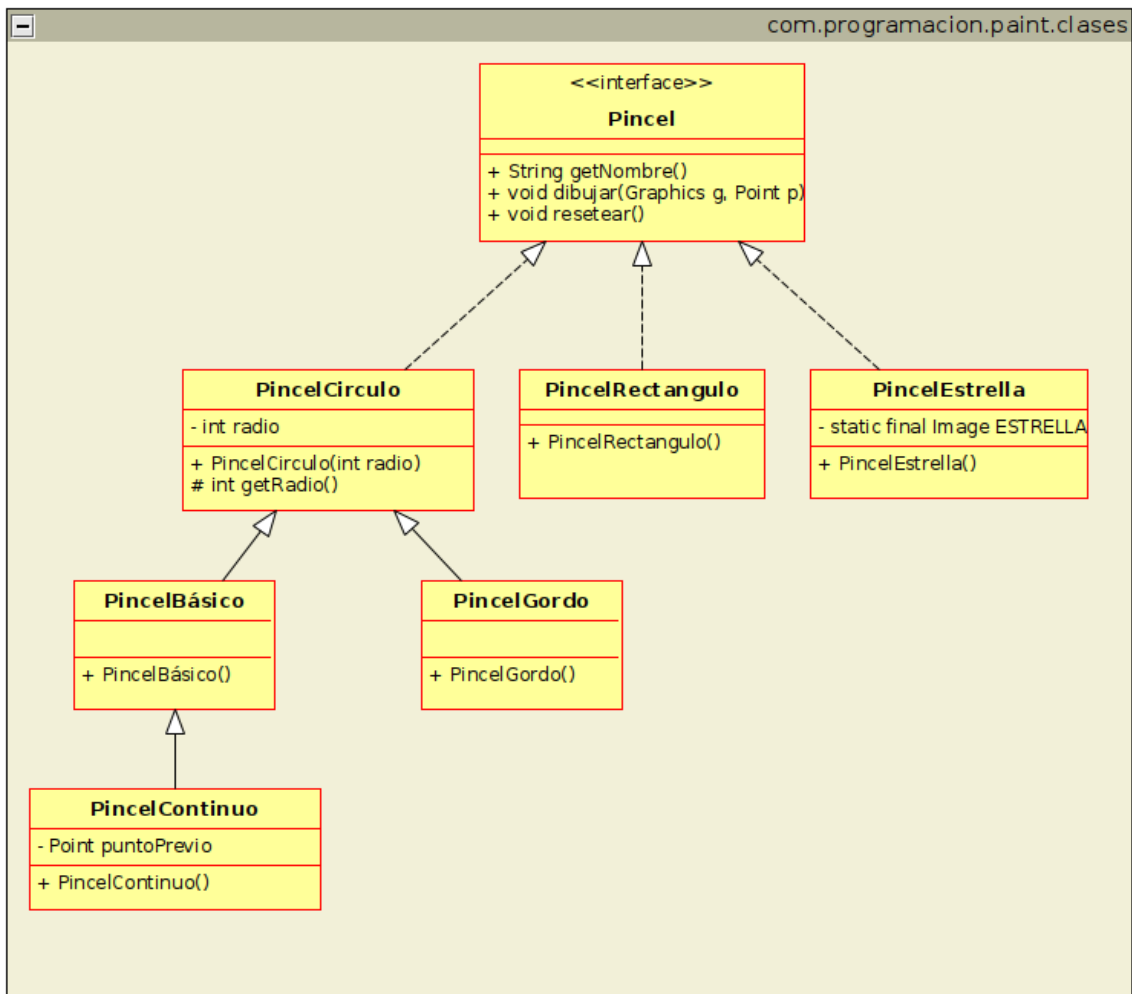 com.programacion.paint.clases
<<interface>>
Pincel
+ String getNombre()
+ void dibujar(Graphics g, Point p)
+ void resetear()
PincelCirculo
- int radio
+ PincelCirculo(int radio)
# int getRadio()
PincelRectangulo
+ PincelRectangulo()
PincelEstrella
- static final Image ESTRELLA
+ PincelEstrella()
PincelBásico
+ PincelBásico()
PincelGordo
+ PincelGordo()
PincelContinuo
- Point puntoPrevio
+ PincelContinuo()